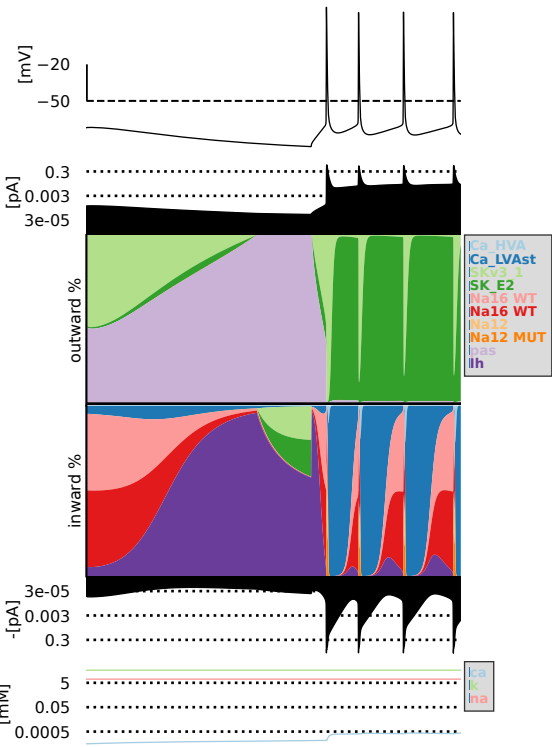 [mV]
−20
−50
[pA]
0.3
0.003
3e-05
outward %
Ca_HVA
Ca_LVAst
SKv3_1
SK_E2
Na16 WT
Na16 WT
Na12
Na12 MUT
pas
Ih
inward %
-[pA]
3e-05
0.003
0.3
[mM]
5
0.05
0.0005
ca
k
na